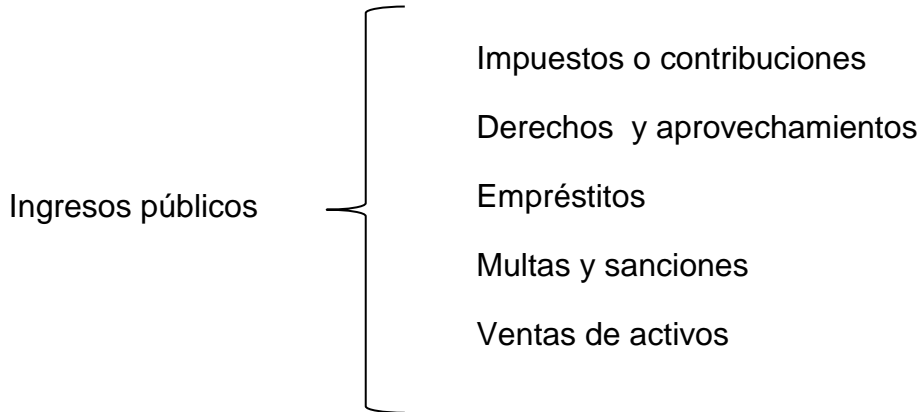 Impuestos o contribuciones
Derechos y aprovechamientos
Ingresos públicos
Empréstitos
Multas y sanciones
Ventas de activos